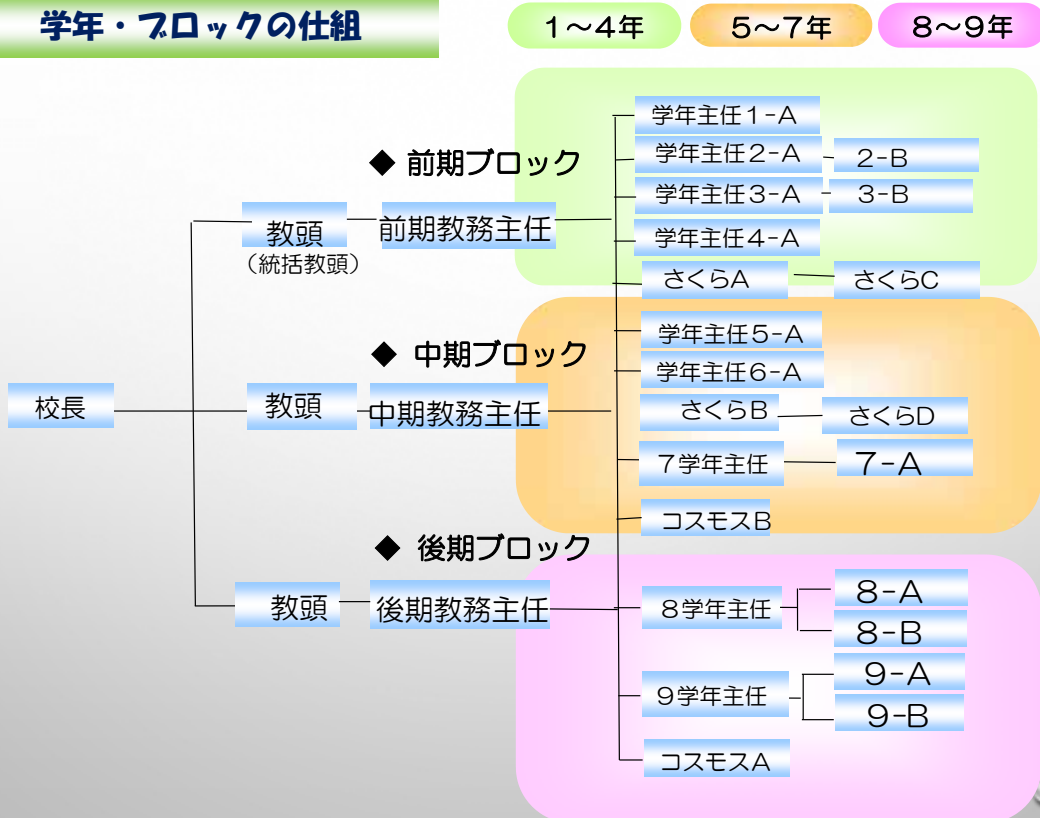 学年・ブロックの仕組
1～4年
5～7年
8～9年
◆ 前期ブロック
学年主任1-A
学年主任2-A
2-B
学年主任3-A
3-B
学年主任4-A
さくらA
さくらC
教頭
（統括教頭）
前期教務主任
◆ 中期ブロック
学年主任5-A
学年主任6-A
さくらB
さくらD
7学年主任
7-A
コスモスB
校長
教頭
中期教務主任
◆ 後期ブロック
教頭
後期教務主任
8学年主任
8-A
8-B
9学年主任
9-A
9-B
コスモスA